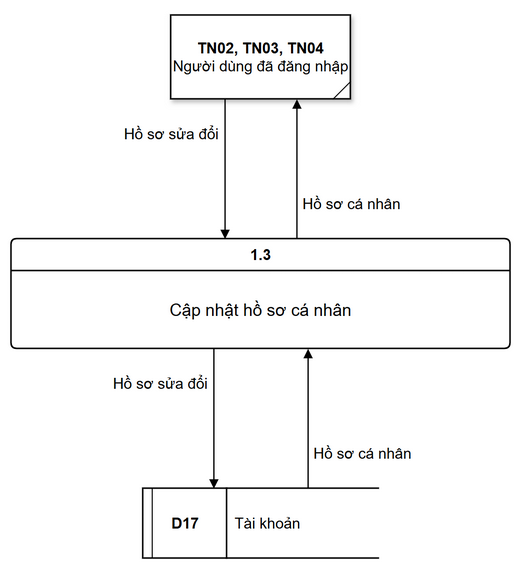 TN02, TN03, TN04
Người dùng đã đăng nhập
Hồ sơ sửa đổi
Hồ sơ cá nhân
1.3
Cập nhật hồ sơ cá nhân
Hồ sơ sửa đổi
Hồ sơ cá nhân
D17
Tài khoản